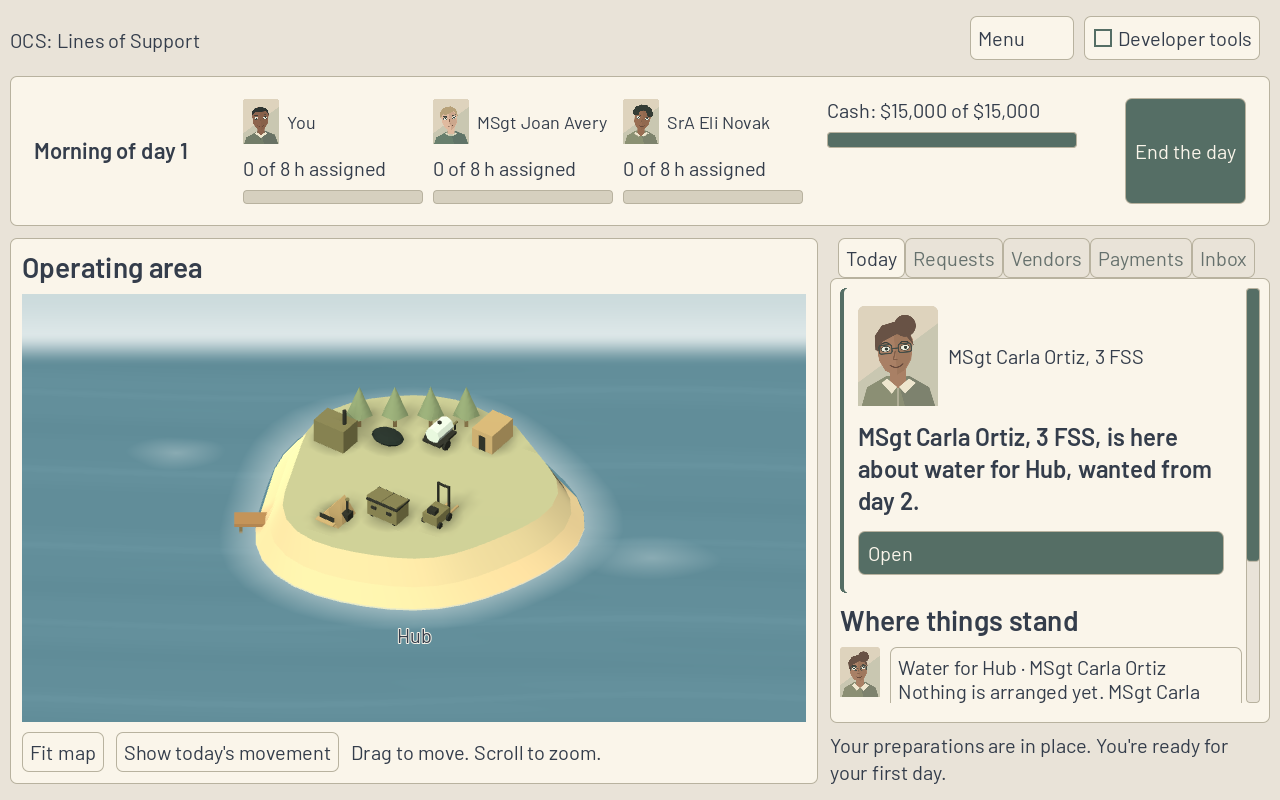 OCS: Lines of Support
Menu
Developer tools
Morning of day 1
You
0 of 8 h assigned
MSgt Joan Avery
0 of 8 h assigned
SrA Eli Novak
0 of 8 h assigned
Cash: $15,000 of $15,000
End the day
Operating area
Hub
Fit map
Show today's movement
Drag to move. Scroll to zoom.
Today
Requests
Vendors
Payments
Inbox
MSgt Carla Ortiz, 3 FSS
MSgt Carla Ortiz, 3 FSS, is here
about water for Hub, wanted from
day 2.
Open
Where things stand
Water for Hub · MSgt Carla Ortiz
Nothing is arranged yet. MSgt Carla
Your preparations are in place. You're ready for
your first day.